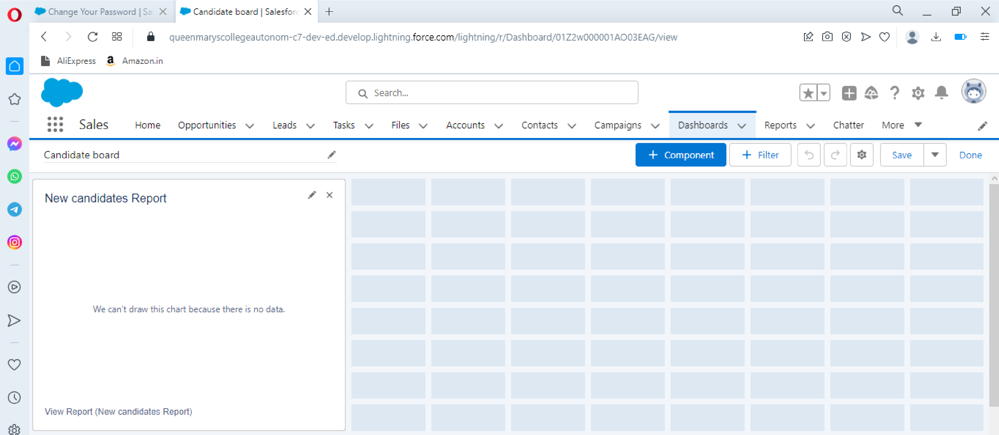 Change Your Password | Sal
Candidate board | Salesforc
queenmaryscollegeautonom-c7-dev-ed.develop.lightning.force.com/lightning/r/Dashboard/01Z2w000001AO03EAG/view
AliExpress
Amazon.in
Search...
Sales Home Opportunities Leads Tasks Files Accounts Contacts Campaigns Dashboards Reports Chatter More
Candidate board
+ Component
+ Filter
Save
Done
New candidates Report
We can't draw this chart because there is no data.
View Report (New candidates Report)